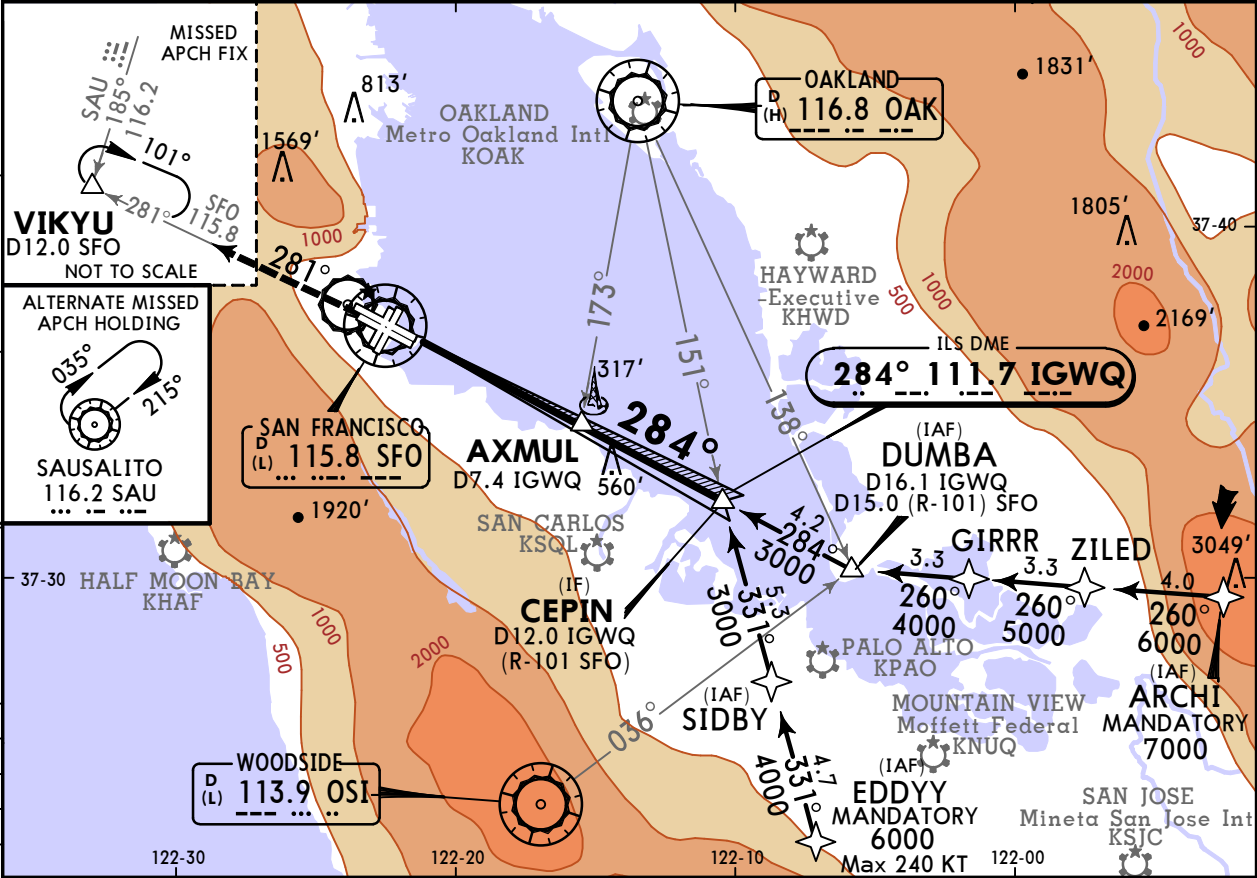 MISSED
APCH FIX
SAU
185°
116.2
101°
281°
SFO
115.8
VIKYU
D12.0 SFO
NOT TO SCALE
ALTERNATE MISSED
APCH HOLDING
035°
215°
SAUSALITO
116.2 SAU
813'
1569'
1000
281°
OAKLAND
Metro Oakland Intl
KOAK
OAKLAND
D
(H)
116.8 OAK
1831'
1000
1805'
37-40
2000
2169'
HAYWARD
-Executive
KHWD
500
1000
173°
151°
138°
ILS DME
284° 111.7 IGWQ
317'
284°
SAN FRANCISCO
D
(L)
115.8 SFO
AXMUL
D7.4 IGWQ
560'
(IAF)
DUMBA
D16.1 IGWQ
D15.0 (R-101) SFO
1920'
SAN CARLOS
KSQL
4.2
284°
3000
GIRRR
3.3
260°
4000
ZILED
3.3
260°
5000
3049'
4.0
260°
6000
(IAF)
ARCHI
MANDATORY
7000
37-30
HALF MOON BAY
KHAF
(IF)
CEPIN
D12.0 IGWQ
(R-101 SFO)
5.3
331°
3000
PALO ALTO
KPAO
500
1000
2000
(IAF)
SIDBY
036°
MOUNTAIN VIEW
Moffett Federal
KNUQ
WOODSIDE
D
(L)
113.9 OSI
4.7
331°
4000
(IAF)
EDDYY
MANDATORY
6000
Max 240 KT
SAN JOSE
Mineta San Jose Int
KSJC
122-30
122-20
122-10
122-00